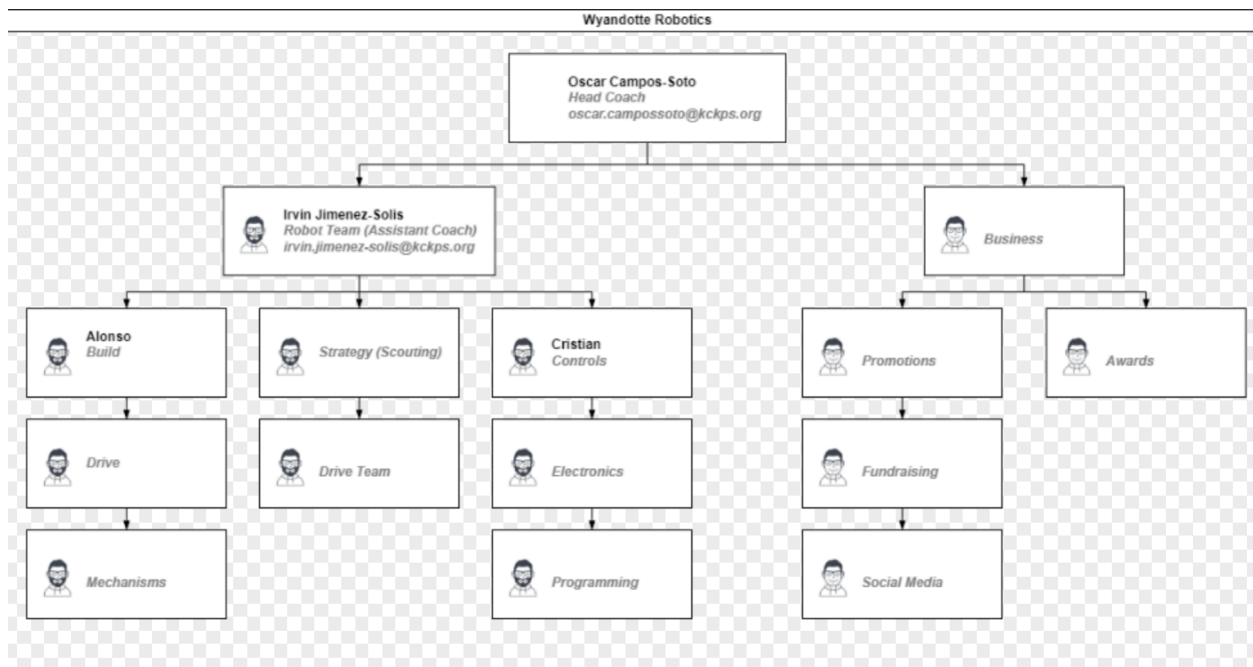 Wyandotte Robotics
Oscar Campos-Soto
Head Coach
oscar.campossoto@kckps.org
Irvin Jimenez-Solis
Robot Team (Assistant Coach)
irvin.jimenez-solis@kckps.org
Business
Alonso
Build
Strategy (Scouting)
Cristian
Controls
Promotions
Awards
Drive
Drive Team
Electronics
Fundraising
Mechanisms
Programming
Social Media